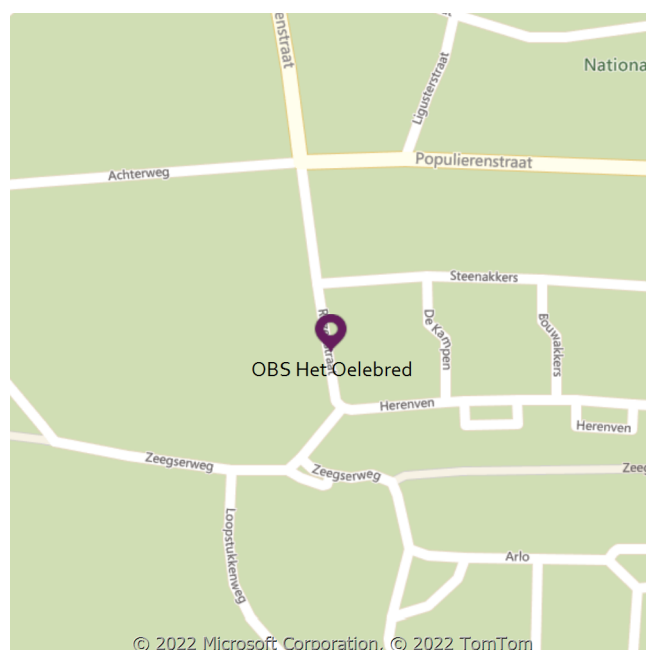 enstraat
Ligusterstraat
Nationa
Populierenstraat
Achterweg
Steenakkers
De Kampen
Bouwakkers
OBS Het Oelebred
Herenven
Herenven
Zeegserweg
Zeegserweg
Zeeg
Loopstukkenweg
Arlo
© 2022 Microsoft Corporation, © 2022 TomTom